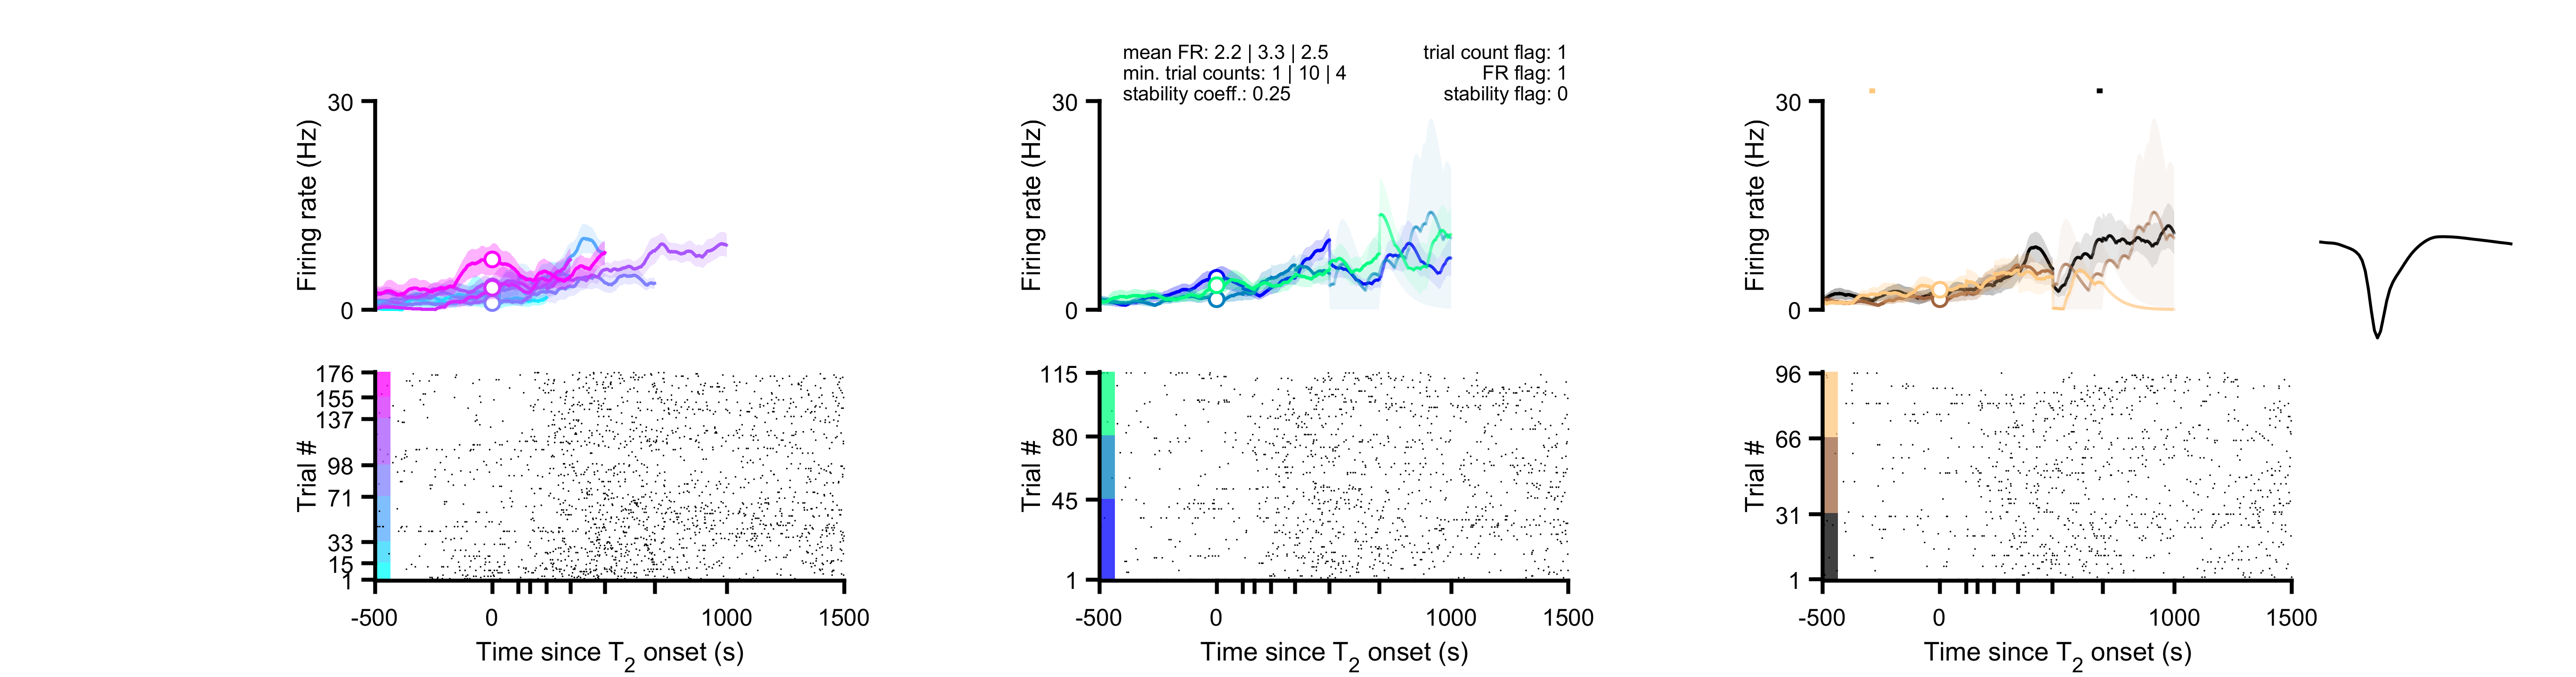 mean FR: 2.2 | 3.3 | 2.5
min. trial counts: 1 | 10 | 4
stability coeff.: 0.25
trial count flag: 1
FR flag: 1
stability flag: 0
30
Firing rate (Hz)
0
30
Firing rate (Hz)
0
30
Firing rate (Hz)
0
176
155
137
98
71
33
15
1
Trial #
-500
0
1000
1500
Time since T2 onset (s)
115
80
45
1
Trial #
-500
0
1000
1500
Time since T2 onset (s)
96
66
31
1
Trial #
-500
0
1000
1500
Time since T2 onset (s)